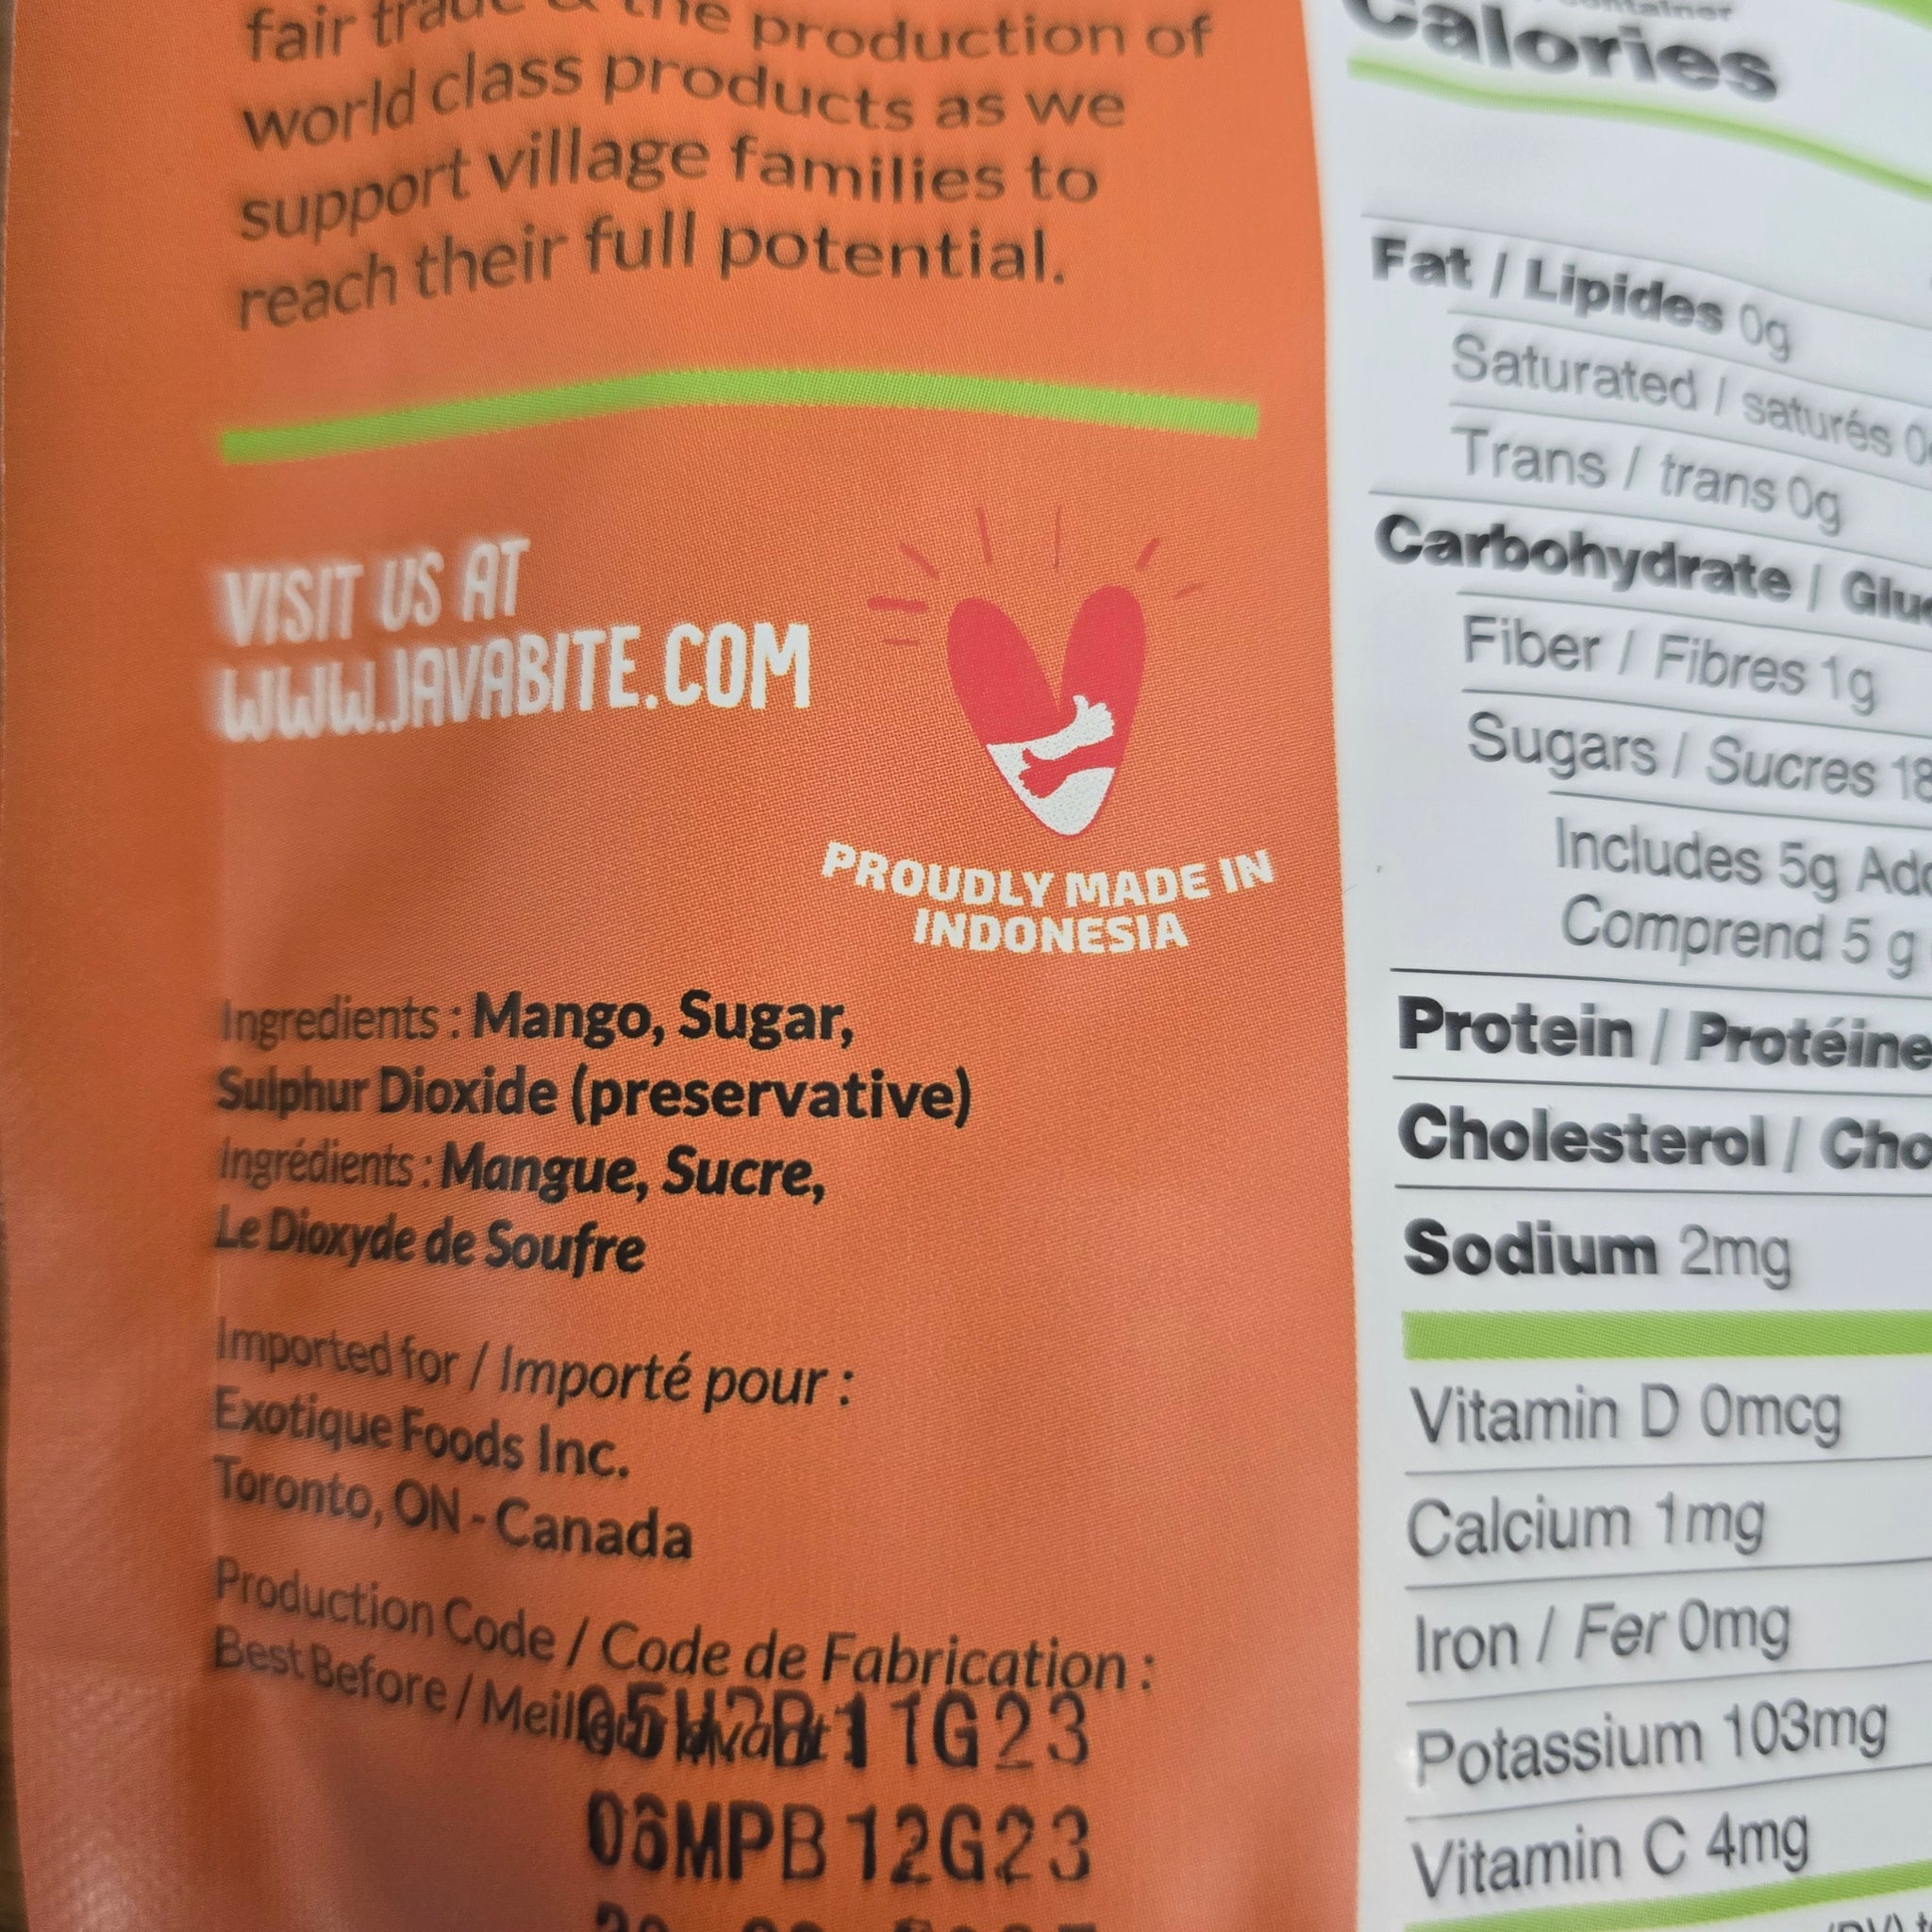 fair trade & the production of
world class products as we
support village families to
reach their full potential.
VISIT US AT
WWW.JAVABITE.COM
PROUDLY MADE IN
INDONESIA
Ingredients : Mango, Sugar,
Sulphur Dioxide (preservative)
Ingrédients : Mangue, Sucre,
Le Dioxyde de Soufre
Imported for / Importé pour :
Exotique Foods Inc.
Toronto, ON - Canada
Production Code / Code de Fabrication :
Best Before / Meilleur avant
11G23
06MPB 12G23
Calories
Fat / Lipides 0g
Saturated / saturés
Trans / trans 0g
Carbohydrate /
Fiber / Fibres 1g
Sugars / Sucres 18
Includes 5g
Comprend 5 g
Protein / Protéine
Cholesterol /
Sodium 2mg
Vitamin D 0mcg
Calcium 1mg
Iron / Fer 0mg
Potassium 103mg
Vitamin C 4mg